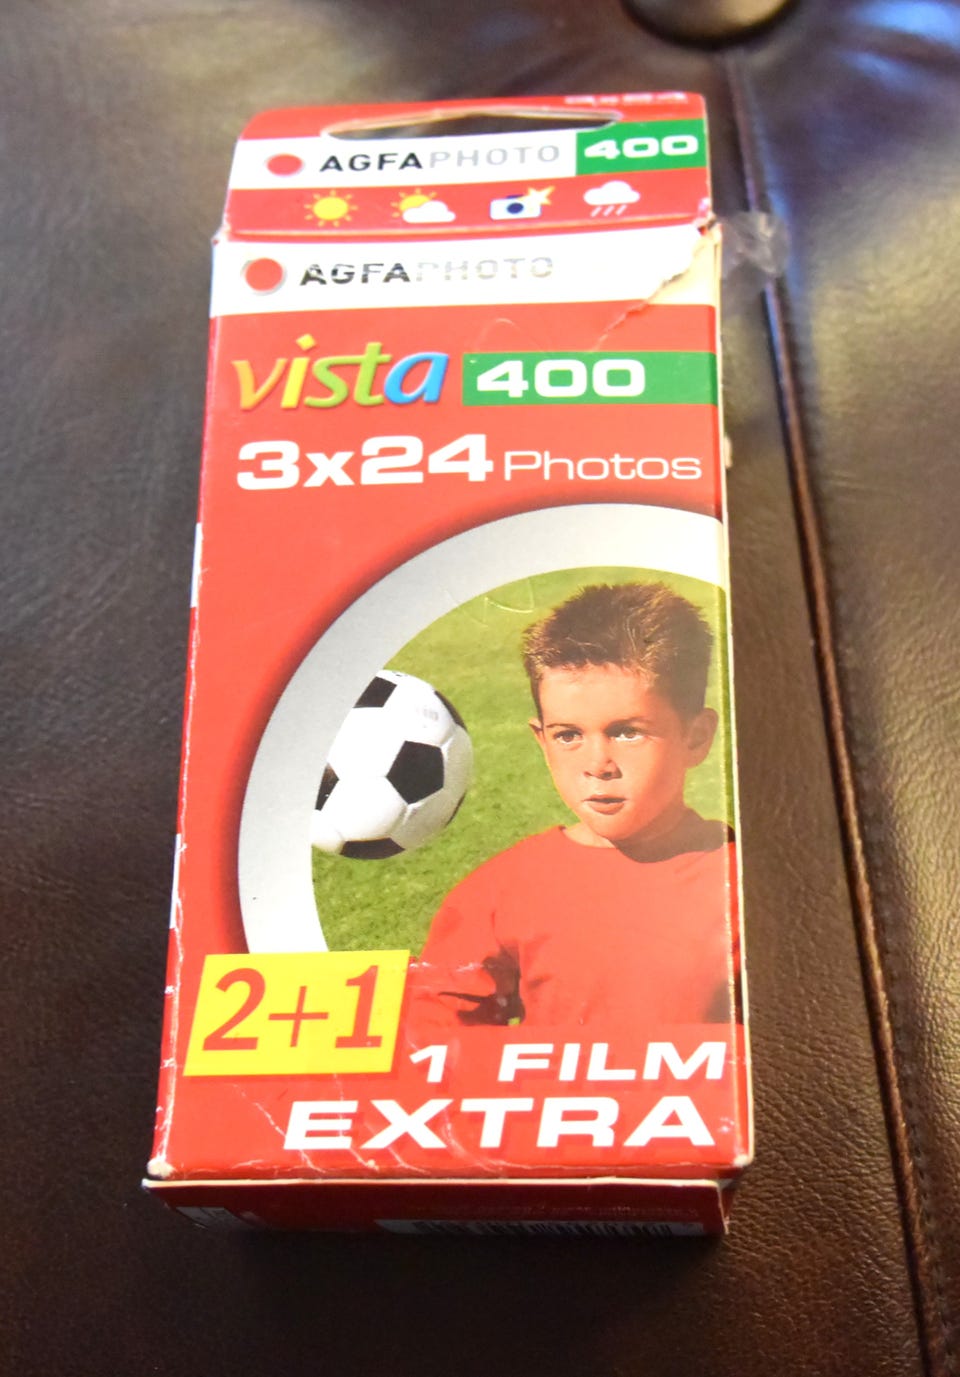 AGFAPHOTO 400
AGFAPHOTO
vista 400
3x24 Photos
2+1
1 FILM
EXTRA